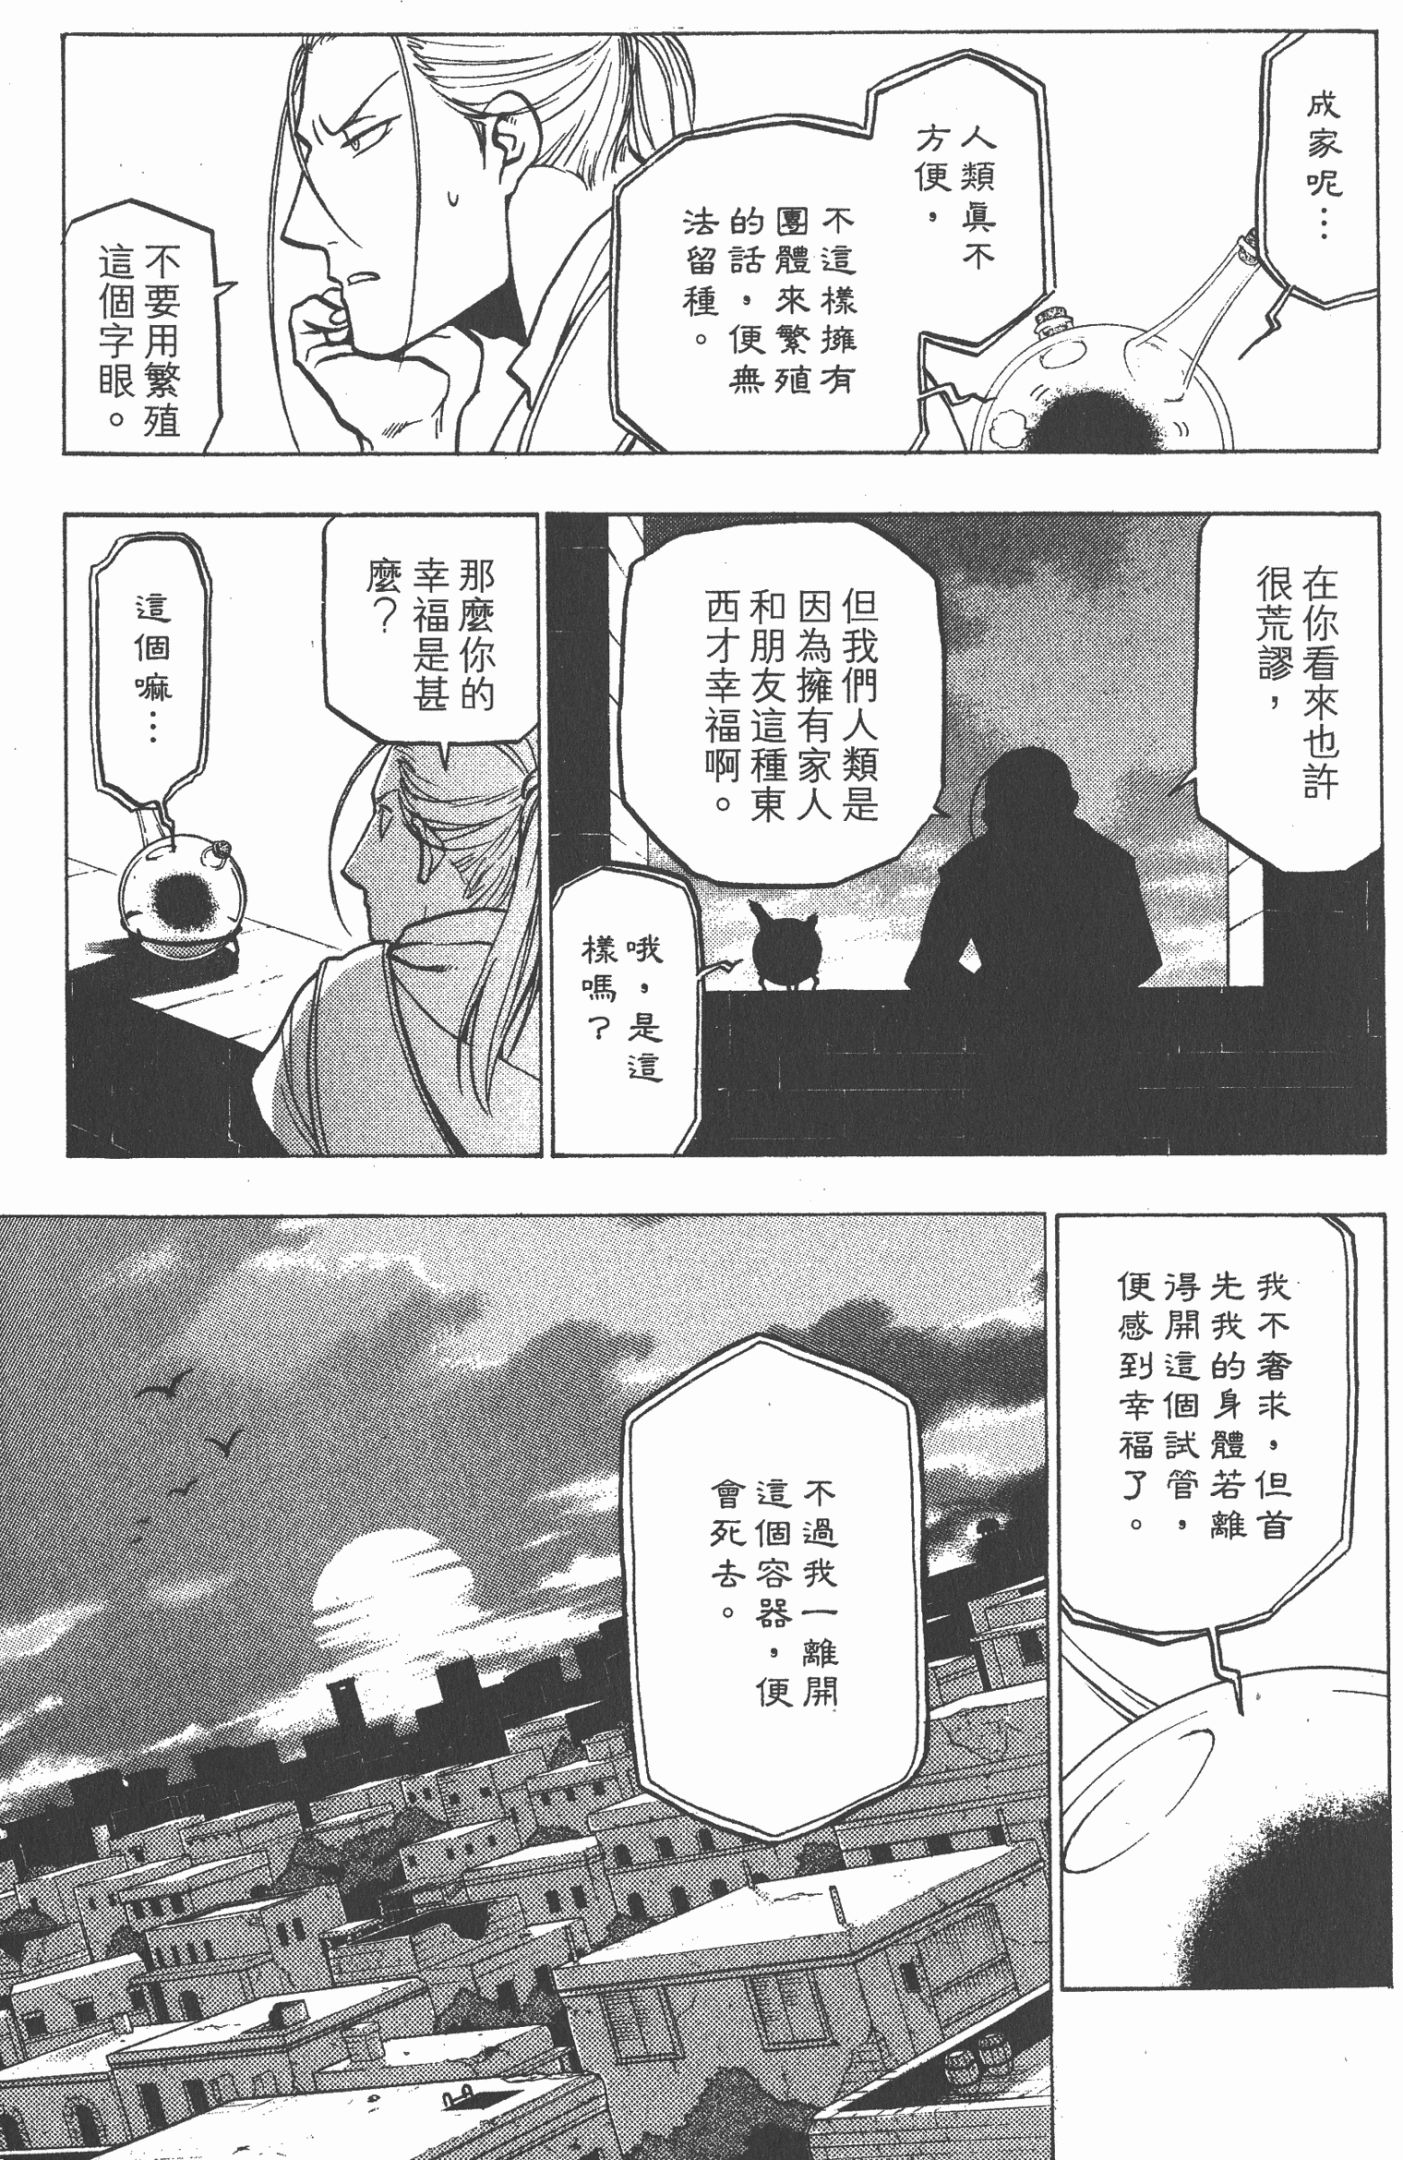 成家呢…
人類真不
方便，
不這樣擁有
團體來繁殖
的話，便無
法留種。
不要用繁殖
這個字眼。
在你看來也許
很荒謬，
但我們人類是
因為擁有家人
和朋友這種東
西才幸福啊。
哦，是這
樣嗎？
那麼你的
幸福是甚
麼？
這個嘛…
我不奢求，但首
先我的身體若離
得開這個試管，
便感到幸福了。
不過我一離開
這個容器，便
會死去。